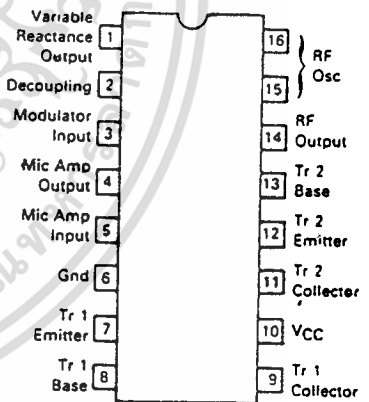 Variable
Reactance
Output
1
Decoupling
2
Modulator
Input
3
Mic Amp
Output
4
Mic Amp
Input
5
Gnd
6
Tr 1
Emitter
7
Tr 1
Base
8
16
15
RF
Osc
14
RF
Output
13
Tr 2
Base
12
Tr 2
Emitter
11
Tr 2
Collector
10
VCC
9
Tr 1
Collector